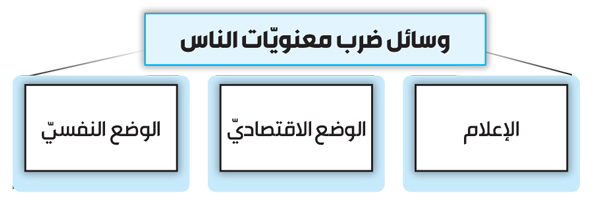 وسائل ضرب معنويّات الناس
الإعلام
الوضع الاقتصاديّ
الوضع النفسيّ